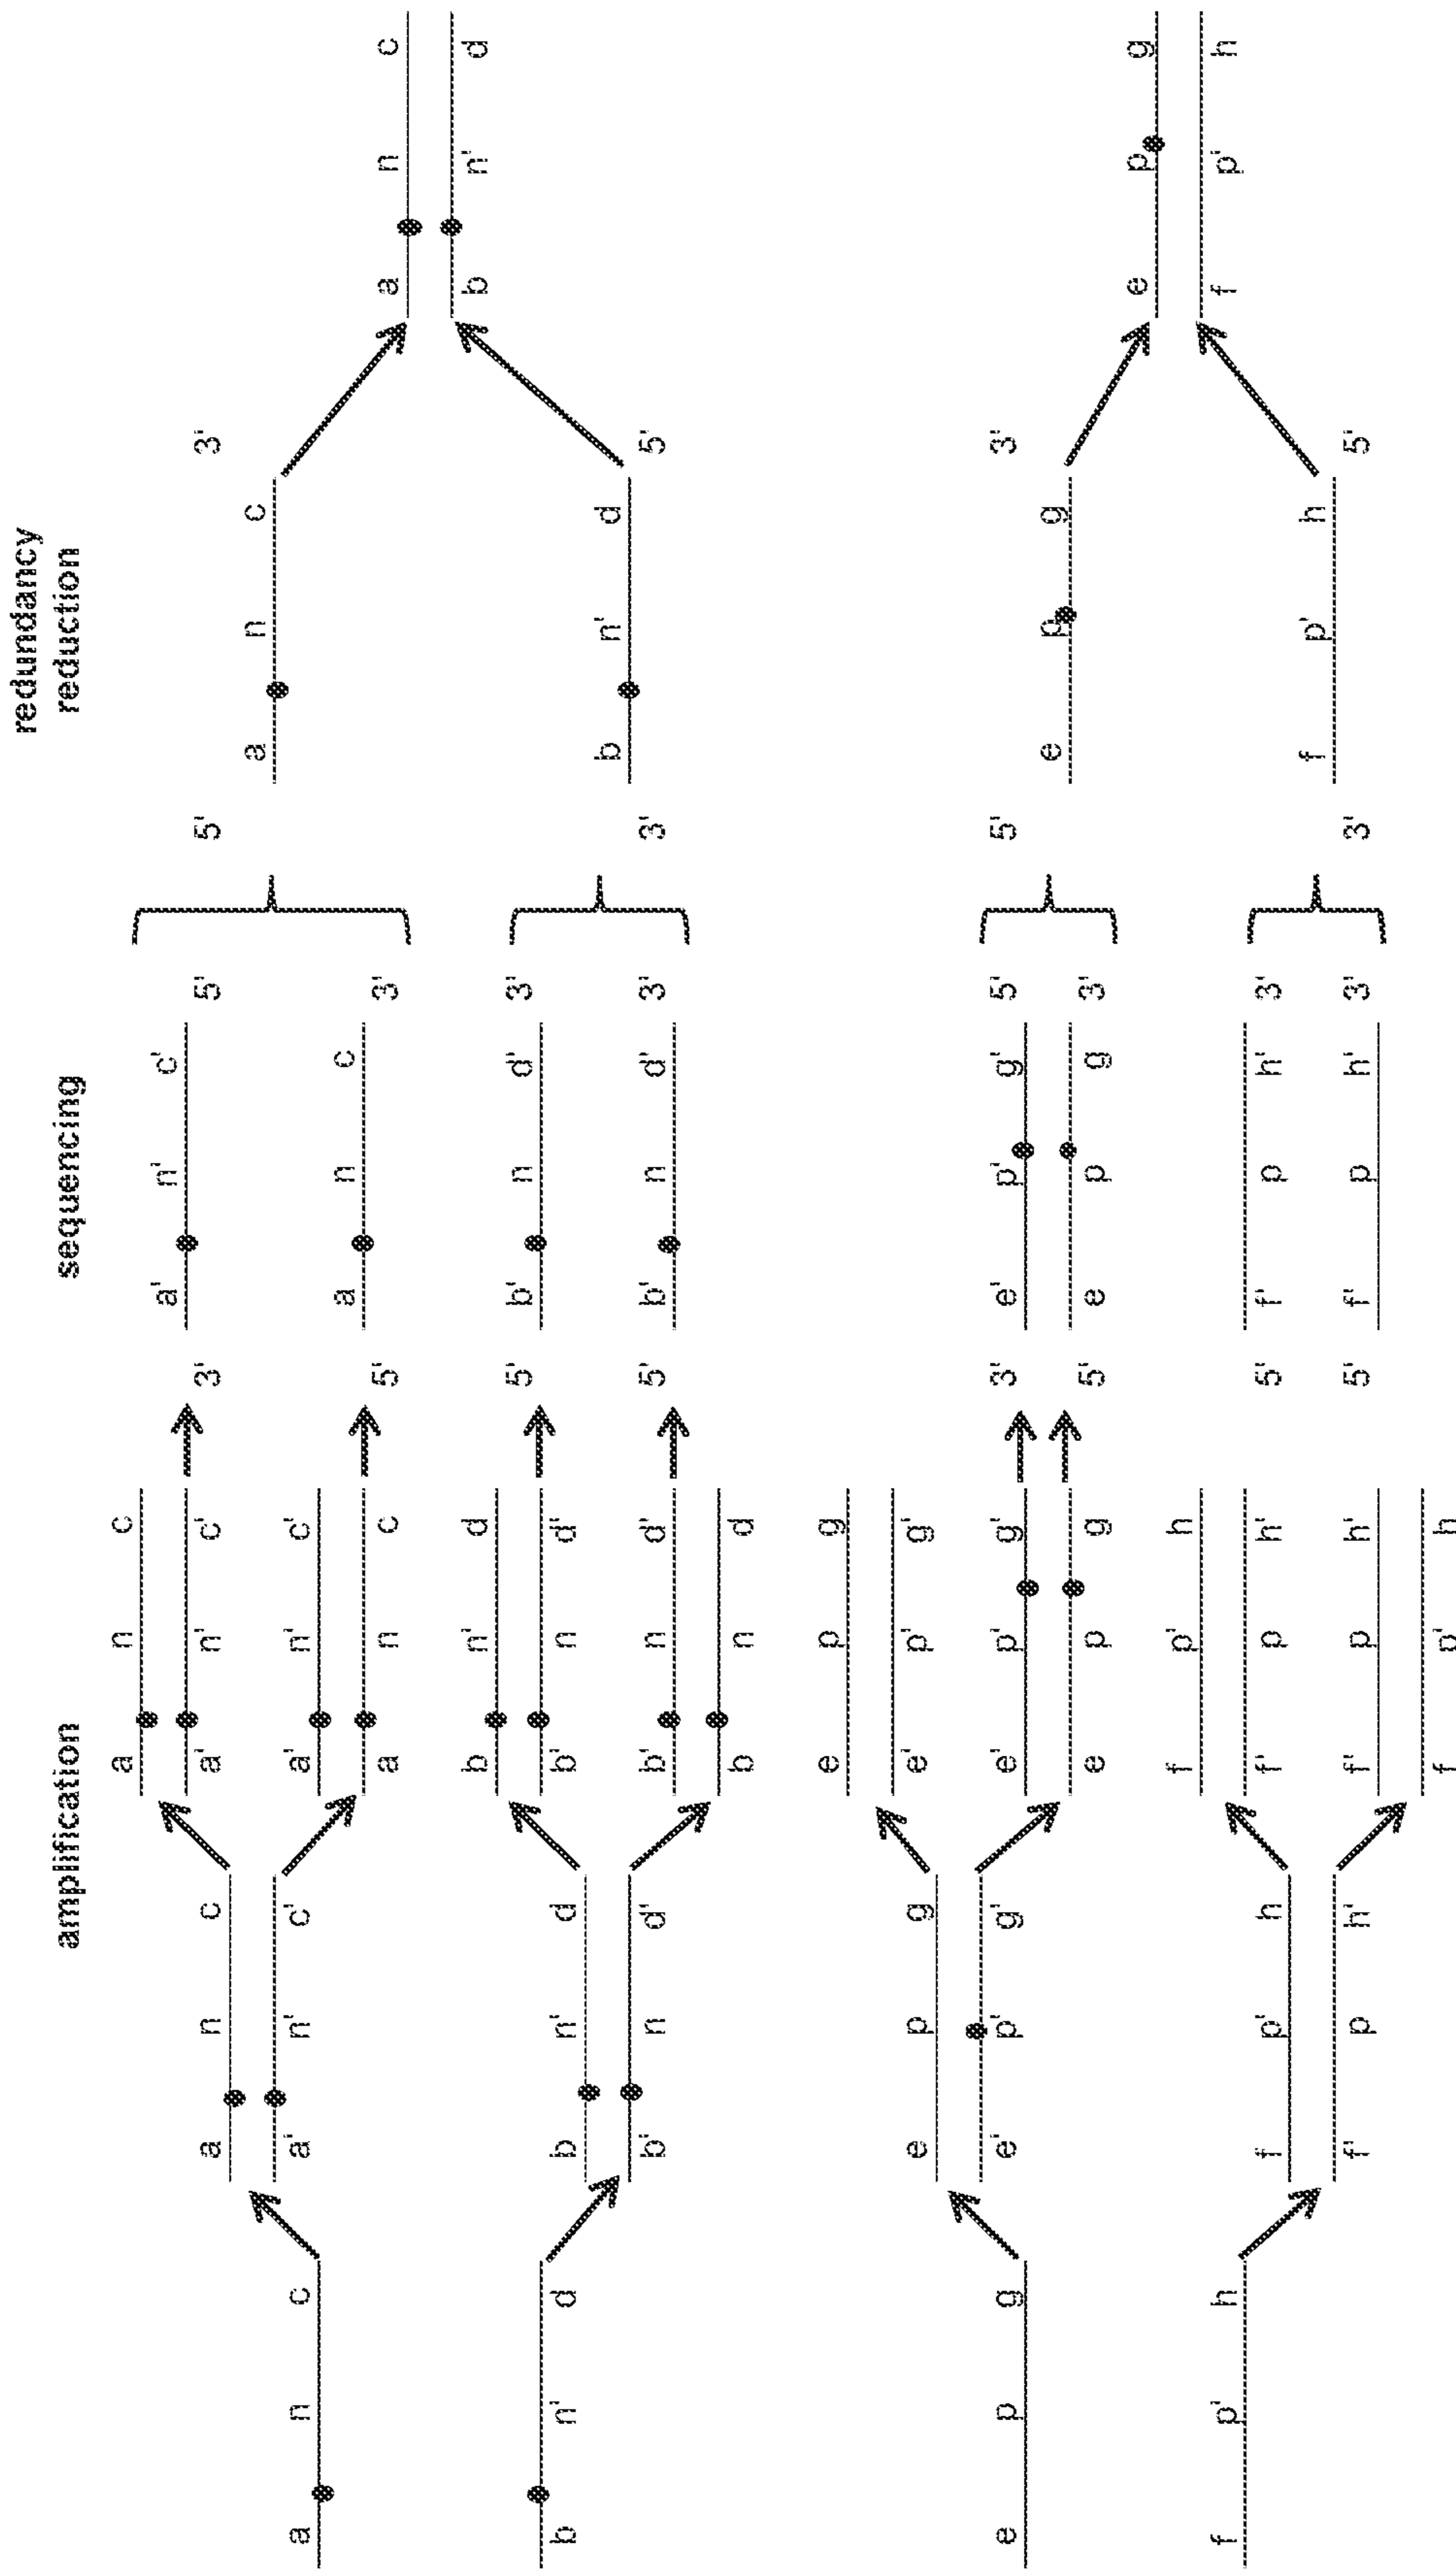 amplification
a n c
b n' d
e p g
f p' h
a n c
a' n' c'
b n' d
b' n d'
e p g
e' p' g'
f p' h
f' p h'
a n c
a' n' c'
a' n' c'
a n c
b n' d
b' n d'
b' n d'
b n d
e p g
e' p' g'
e' p' g'
e p g
f p' h
f' p h'
f' p h'
f p' h
sequencing
a' n' c'
3' 5'
a n c
5' 3'
5' b' n d' 3'
5' b' n d' 3'
3' e' p' g' 5'
5' e p g 3'
5' f' p h' 3'
5' f' p h' 3'
redundancy
reduction
5' 3'
a n c
b n' d
3' 5'
5' 3'
e p g
f p' h
3' 5'
a n c
b n' d
e p g
f p' h